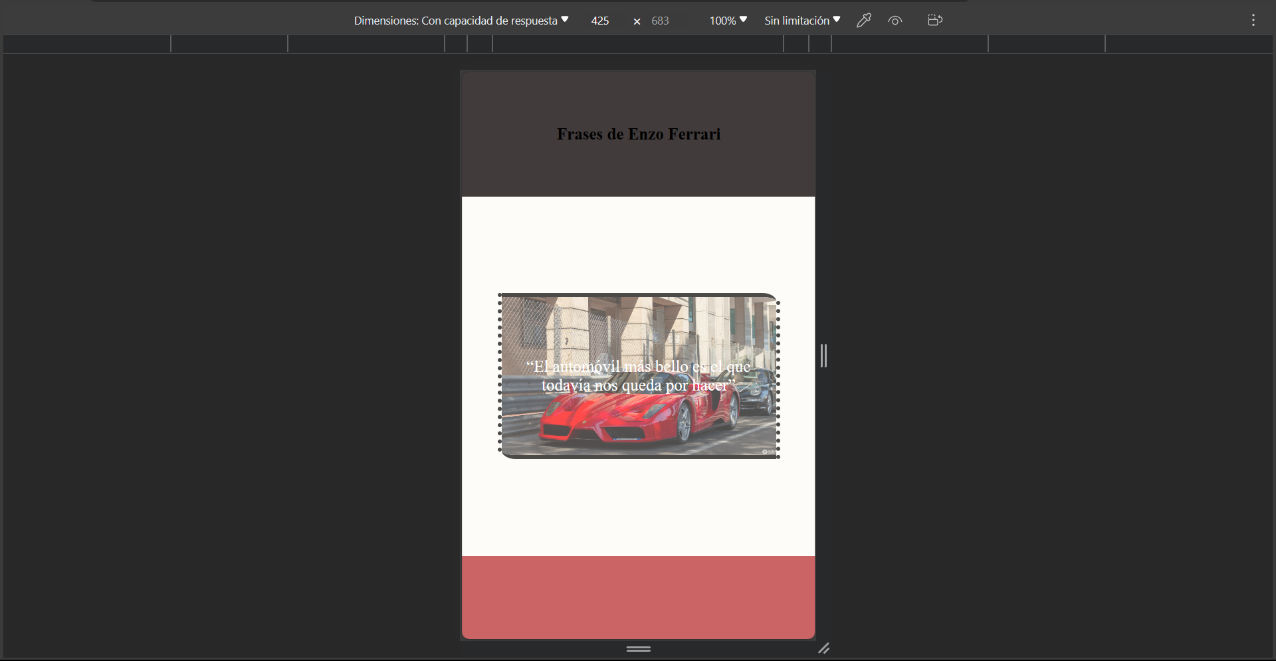 Dimensiones: Con capacidad de respuesta 425 × 683 100% Sin limitación
Frases de Enzo Ferrari
“El automóvil más bello es el que
todavía nos queda por hacer”